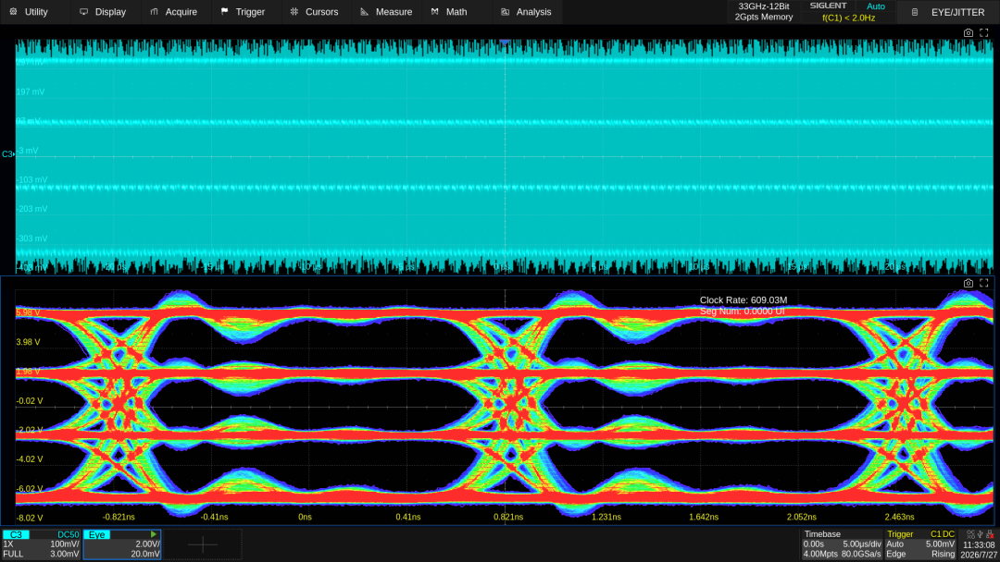 Utility Display Acquire Trigger Cursors Measure Math Analysis
33GHz-12Bit SIGLENT Auto EYE/JITTER
2Gpts Memory f(C1) < 2.0Hz
197 mV
C3
-3 mV
-103 mV
-203 mV
-303 mV
Clock Rate: 609.03M
Seg Num: 0.0000 UI
5.98 V
3.98 V
1.98 V
-0.02 V
-2.02 V
-4.02 V
-6.02 V
-8.02 V
-0.821ns -0.41ns 0ns 0.41ns 0.821ns 1.231ns 1.642ns 2.052ns 2.463ns
C3 DC50 Eye Timebase Trigger C1 DC
1X 100mV/ 2.00V/ 0.00s 5.00µs/div Auto 5.00mV 11:33:08
FULL 3.00mV 20.0mV 4.00Mpts 80.0GSa/s Edge Rising 2026/7/27